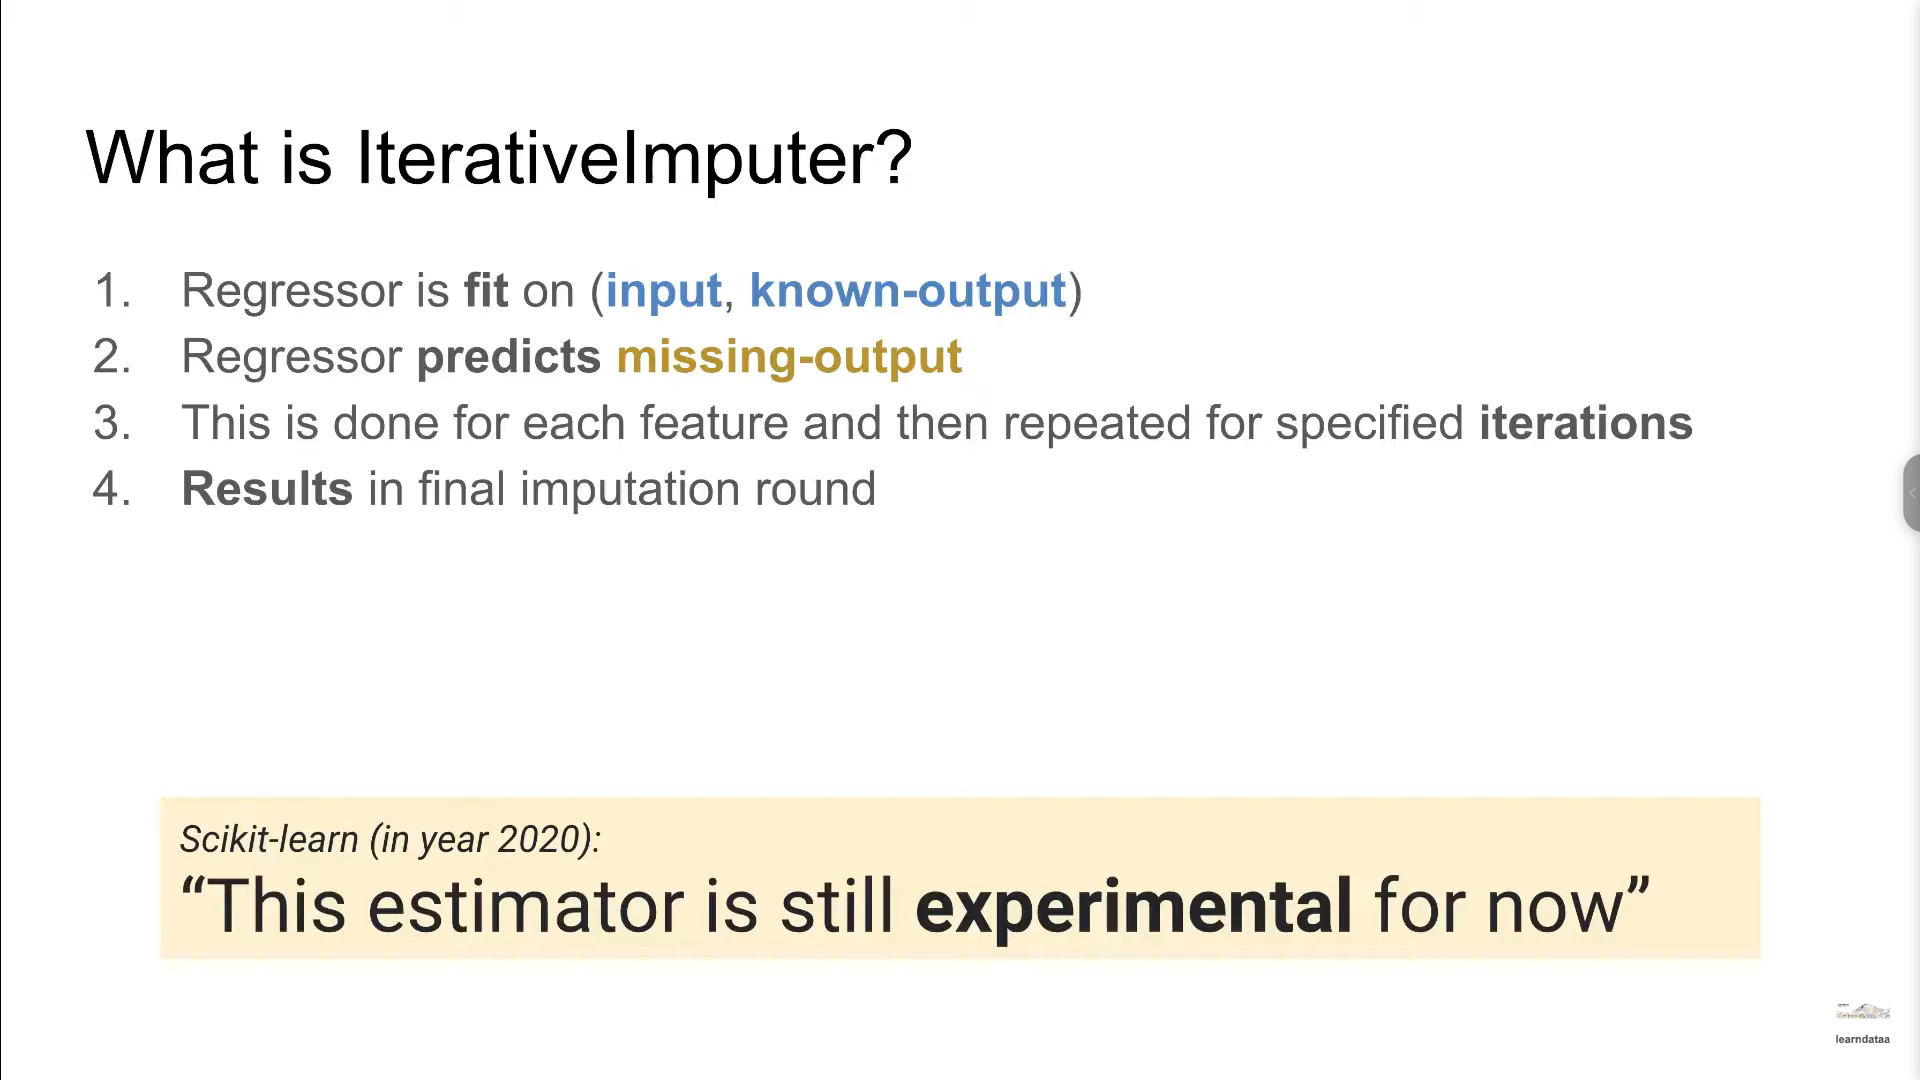 What is IterativeImputer?
1. Regressor is fit on (input, known-output)
2. Regressor predicts missing-output
3. This is done for each feature and then repeated for specified iterations
4. Results in final imputation round
Scikit-learn (in year 2020):
“This estimator is still experimental for now”
learndataa